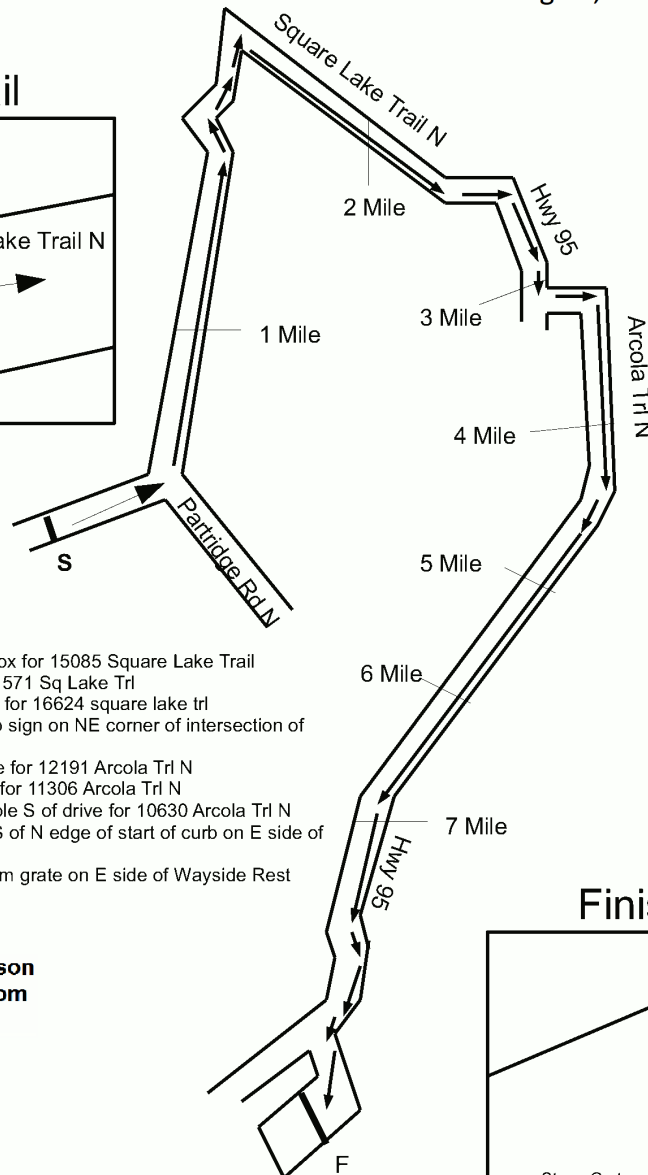 il
ake Trail N
Square Lake Trail N
2 Mile
Hwy 95
3 Mile
1 Mile
Arcola Trl N
4 Mile
S
Partridge Rd N
5 Mile
ox for 15085 Square Lake Trail
571 Sq Lake Trl
for 16624 square lake trl
sign on NE corner of intersection of
6 Mile
e for 12191 Arcola Trl N
for 11306 Arcola Trl N
ole S of drive for 10630 Arcola Trl N
S of N edge of start of curb on E side of
7 Mile
m grate on E side of Wayside Rest
Hwy 95
Finis
son
om
F